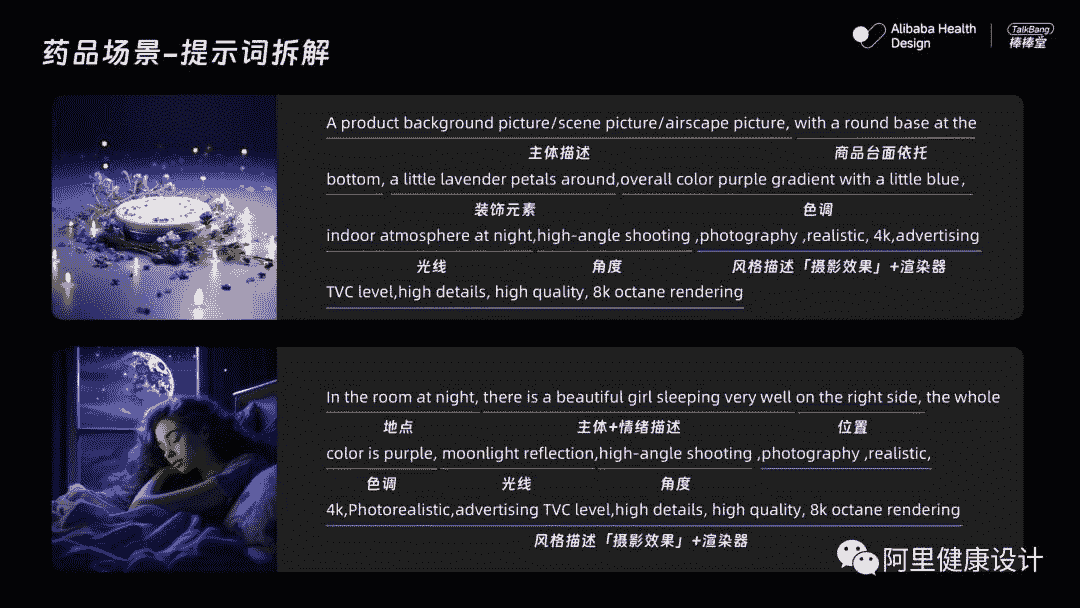 药品场景-提示词拆解
Alibaba Health
Design
TalkBang
棒棒堂
A product background picture/scene picture/airscape picture, with a round base at the
主体描述 商品台面依托
bottom, a little lavender petals around,overall color purple gradient with a little blue,
装饰元素 色调
indoor atmosphere at night,high-angle shooting ,photography ,realistic, 4k,advertising
光线 角度 风格描述「摄影效果」+渲染器
TVC level,high details, high quality, 8k octane rendering
In the room at night, there is a beautiful girl sleeping very well on the right side, the whole
地点 主体+情绪描述 位置
color is purple, moonlight reflection,high-angle shooting ,photography ,realistic,
色调 光线 角度
4k,Photorealistic,advertising TVC level,high details, high quality, 8k octane rendering
风格描述「摄影效果」+渲染器
阿里健康设计